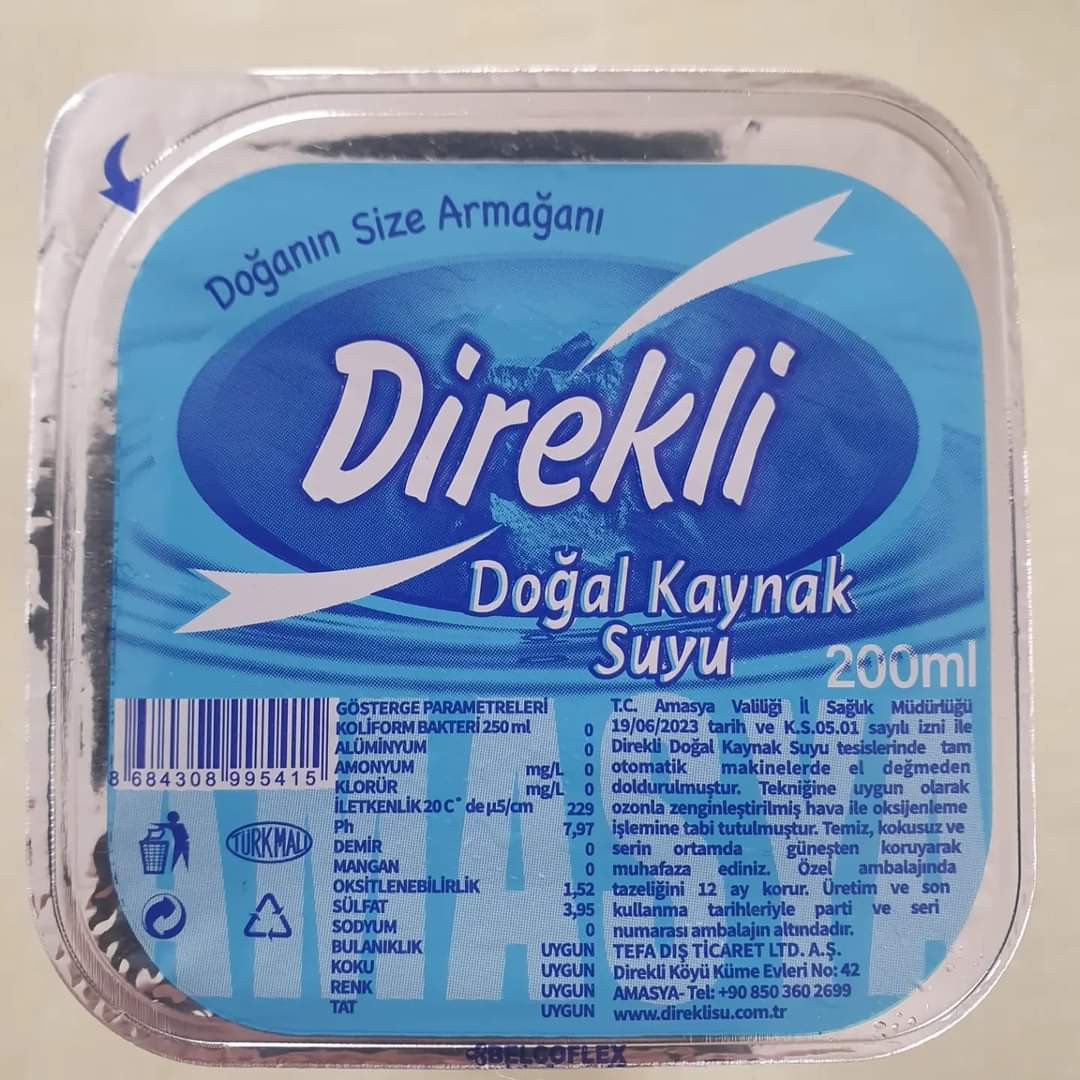 Doğanın Size Armağanı
Direkli
Doğal Kaynak
Suyu
200ml
8 684308 995415
TÜRK MALI
GÖSTERGE PARAMETRELERİ
KOLİFORM BAKTERİ 250 ml 0
ALÜMİNYUM 0
AMONYUM mg/L 0
KLORÜR mg/L 0
İLETKENLİK 20 C° de µ5/cm 229
Ph 7,97
DEMİR 0
MANGAN 0
OKSİTLENEBİLİRLİK 1,52
SÜLFAT 3,95
SODYUM 0
BULANIKLIK UYGUN
KOKU UYGUN
RENK UYGUN
TAT UYGUN
T.C. Amasya Valiliği İl Sağlık Müdürlüğü
19/06/2023 tarih ve K.S.05.01 sayılı izni ile
Direkli Doğal Kaynak Suyu tesislerinde tam
otomatik makinelerde el değmeden
doldurulmuştur. Tekniğine uygun olarak
ozonla zenginleştirilmiş hava ile oksijenleme
işlemine tabi tutulmuştur. Temiz, kokusuz ve
serin ortamda güneşten koruyarak
muhafaza ediniz. Özel ambalajında
tazeliğini 12 ay korur. Üretim ve son
kullanma tarihleriyle parti ve seri
numarası ambalajın altındadır.
TEFA DIŞ TİCARET LTD. A.Ş.
Direkli Köyü Küme Evleri No: 42
AMASYA- Tel: +90 850 360 2699
www.direklisu.com.tr
AMASYA
BELCOFLEX